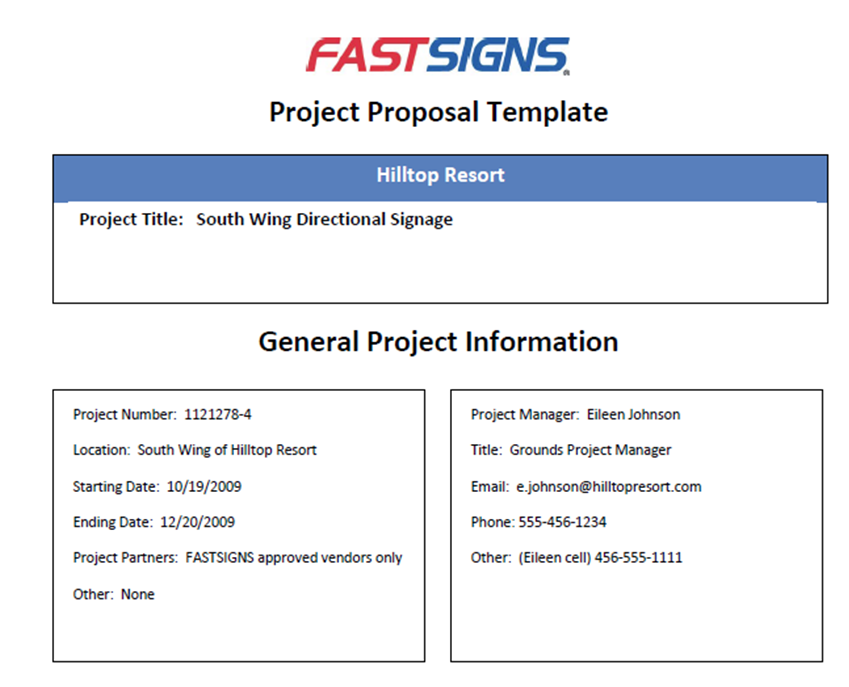 FASTSIGNS®
Project Proposal Template
Hilltop Resort
Project Title: South Wing Directional Signage
General Project Information
Project Number: 1121278-4
Location: South Wing of Hilltop Resort
Starting Date: 10/19/2009
Ending Date: 12/20/2009
Project Partners: FASTSIGNS approved vendors only
Other: None
Project Manager: Eileen Johnson
Title: Grounds Project Manager
Email: e.johnson@hilltopresort.com
Phone: 555-456-1234
Other: (Eileen cell) 456-555-1111